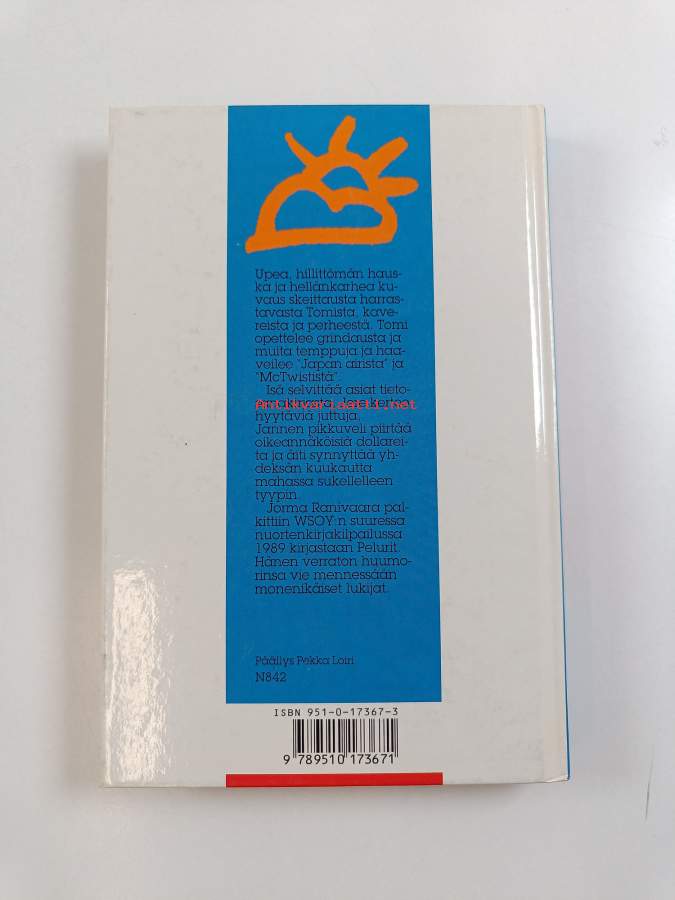 Upea, hillittömän haus-
ka ja hellänkarhea ku-
vaus skeittausta harras-
tavasta Tomista, kave-
reista ja perheestä. Tomi
opettelee grindausta ja
muita temppuja ja haa-
veilee "Japan airista" ja
"McTwististä".
Isä selvittää asiat tieto-
Antikvariaatti.net
hyytäviä juttuja,
Jannen pikkuveli piirtää
oikeannäköisiä dollarei-
ta ja äiti synnyttää yh-
deksän kuukautta
mahassa sukellelleen
tyypin.
Jorma Ranivaara pal-
kittiin WSOY:n suuressa
nuortenkirjakilpailussa
1989 kirjastaan Pelurit.
Hänen verraton huumo-
rinsa vie mennessään
monenikäiset lukijat.
Päällys Pekka Loiri
N842
ISBN 951-0-17367-3
9 789510 173671